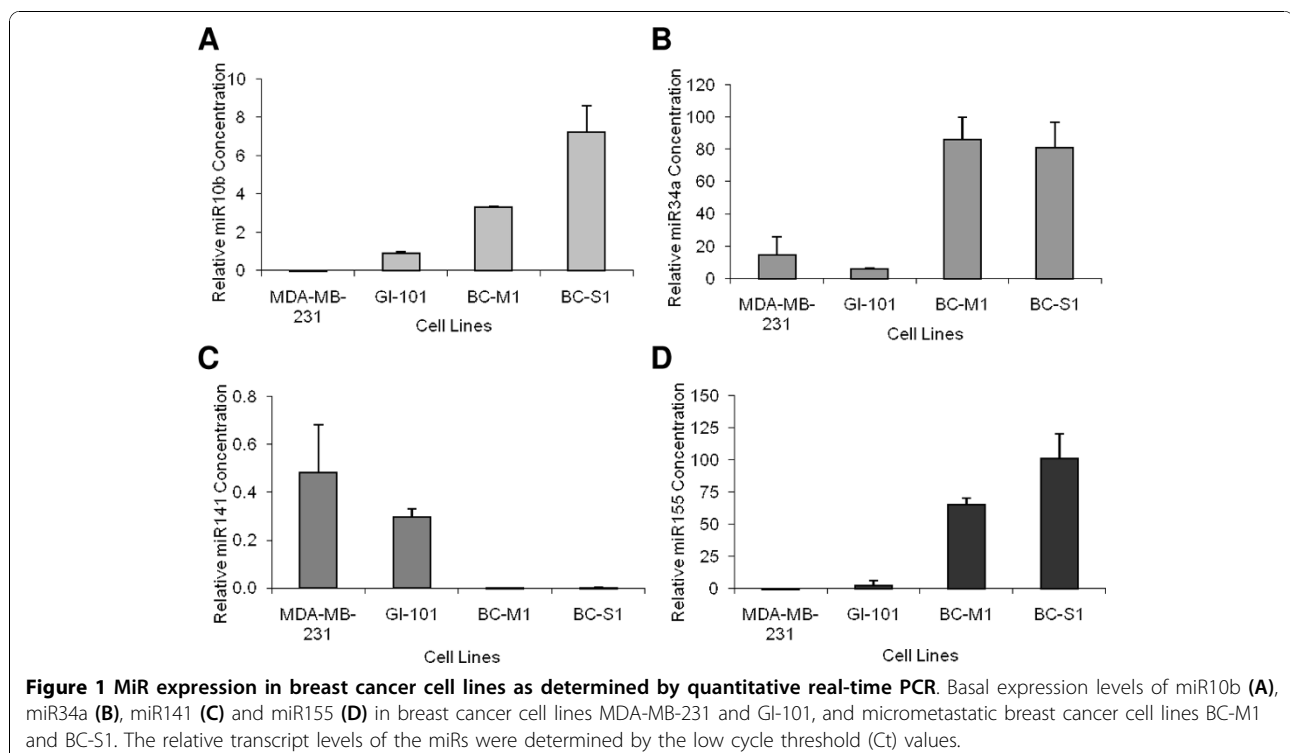 A
Relative miR10b Concentration
10
8
6
4
2
0
MDA-MB-231
GI-101
BC-M1
BC-S1
Cell Lines
B
Relative miR34a Concentration
120
100
80
60
40
20
0
MDA-MB-231
GI-101
BC-M1
BC-S1
Cell Lines
C
Relative miR141 Concentration
0.8
0.6
0.4
0.2
0.0
MDA-MB-231
GI-101
BC-M1
BC-S1
Cell Lines
D
Relative miR155 Concentration
150
125
100
75
50
25
0
MDA-MB-231
GI-101
BC-M1
BC-S1
Cell Lines
Figure 1 MiR expression in breast cancer cell lines as determined by quantitative real-time PCR. Basal expression levels of miR10b (A),
miR34a (B), miR141 (C) and miR155 (D) in breast cancer cell lines MDA-MB-231 and GI-101, and micrometastatic breast cancer cell lines BC-M1
and BC-S1. The relative transcript levels of the miRs were determined by the low cycle threshold (Ct) values.